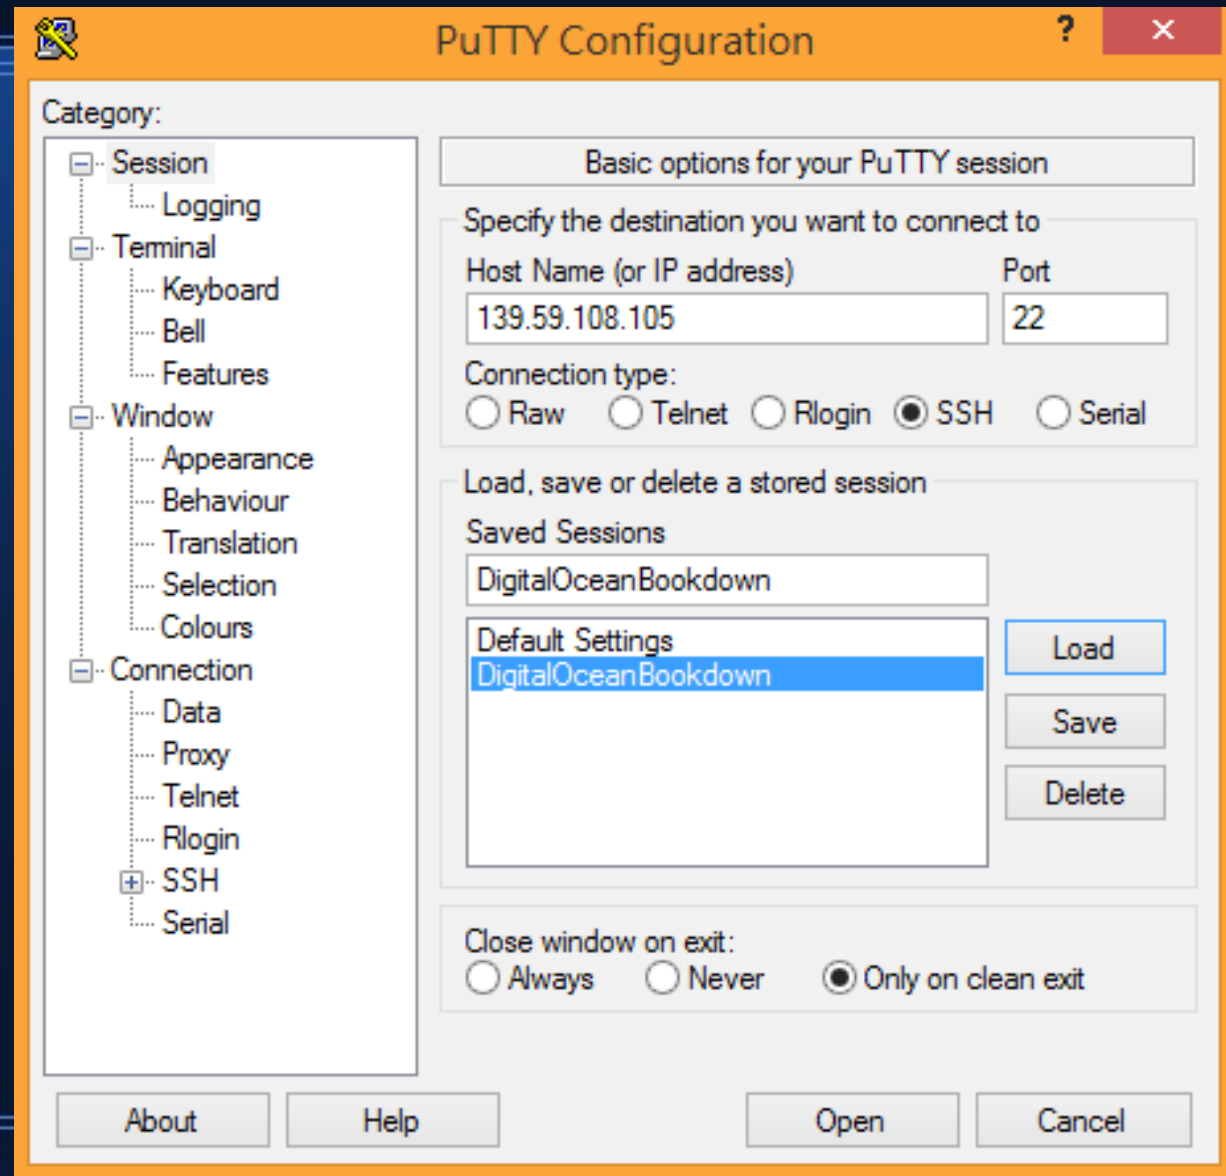 PuTTY Configuration
?
Category:
Session
Logging
Terminal
Keyboard
Bell
Features
Window
Appearance
Behaviour
Translation
Selection
Colours
Connection
Data
Proxy
Telnet
Rlogin
SSH
Serial
Basic options for your PuTTY session
Specify the destination you want to connect to
Host Name (or IP address) Port
139.59.108.105 22
Connection type:
Raw Telnet Rlogin SSH Serial
Load, save or delete a stored session
Saved Sessions
DigitalOceanBookdown
Default Settings
DigitalOceanBookdown
Load
Save
Delete
Close window on exit:
Always Never Only on clean exit
About Help Open Cancel